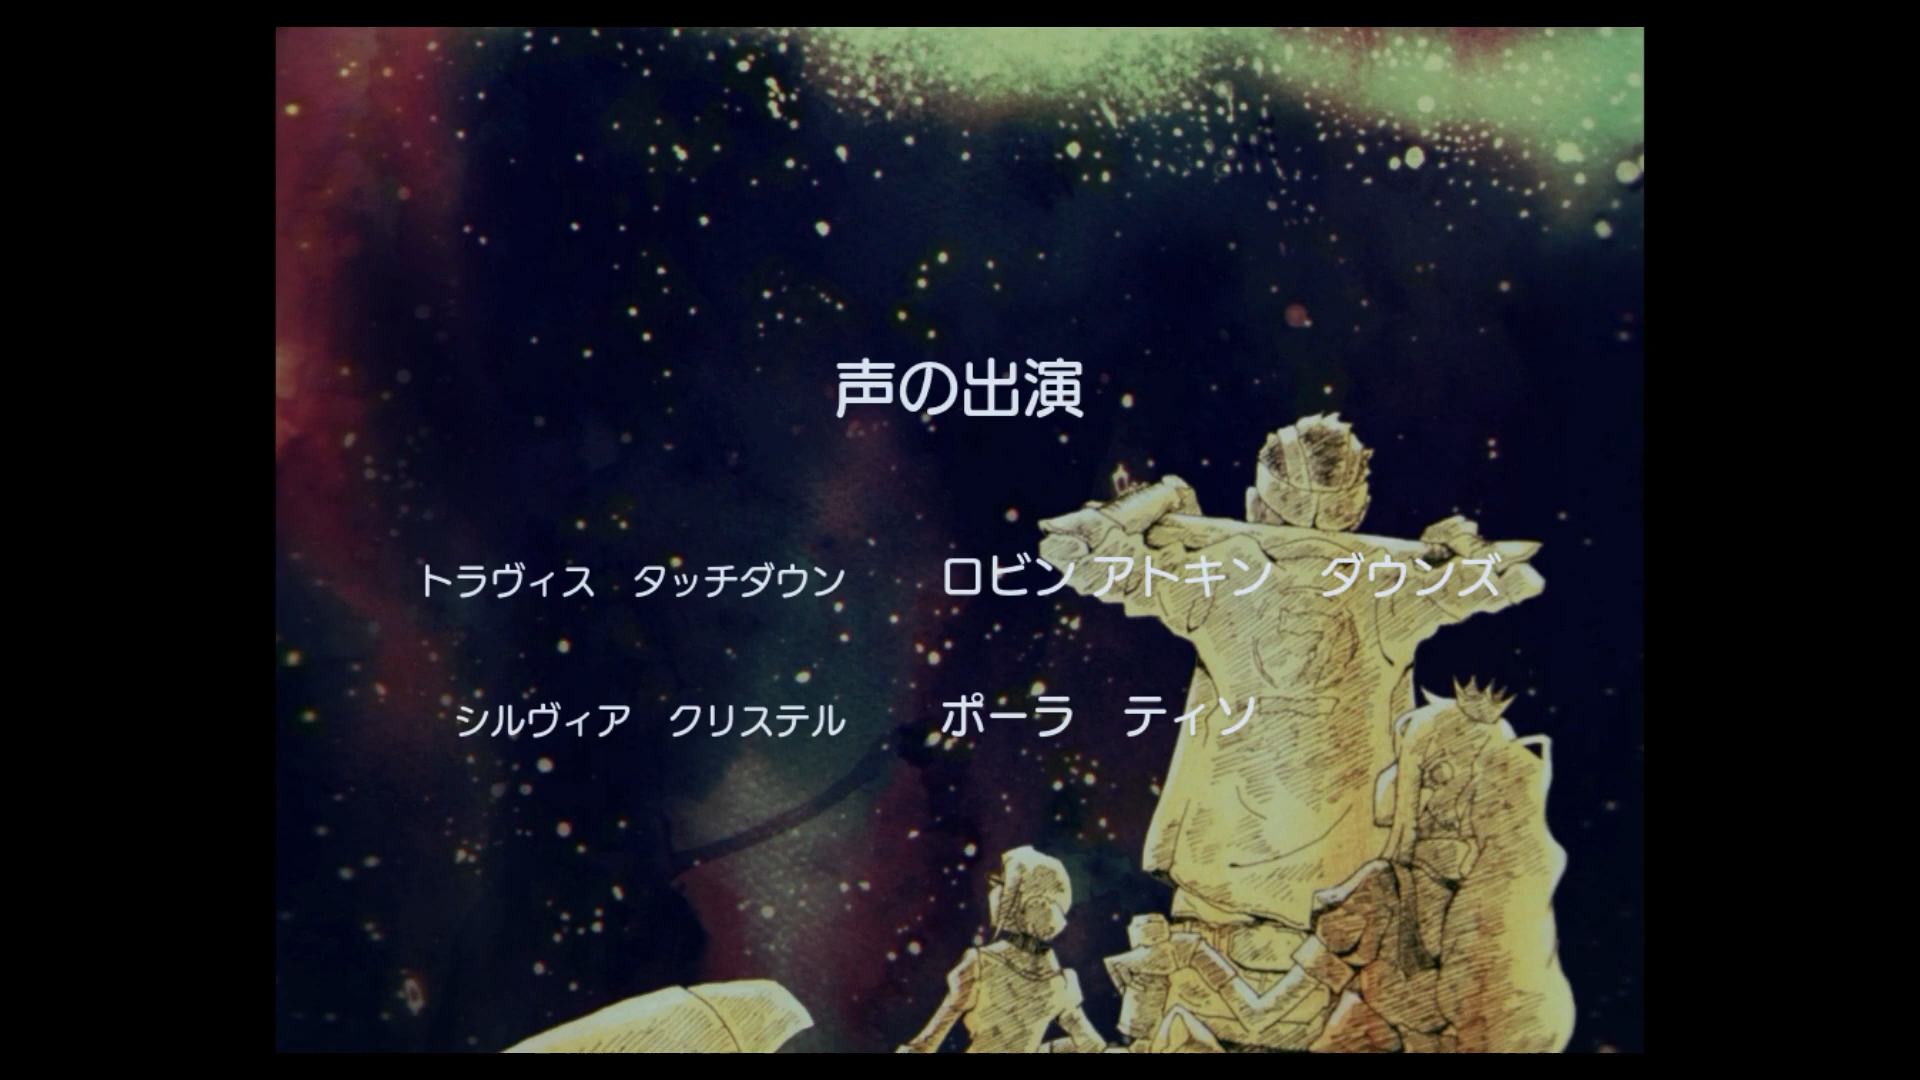 声の出演
トラヴィス　タッチダウン　ロビン アトキン　ダウンズ
シルヴィア　クリステル　ポーラ　ティソ